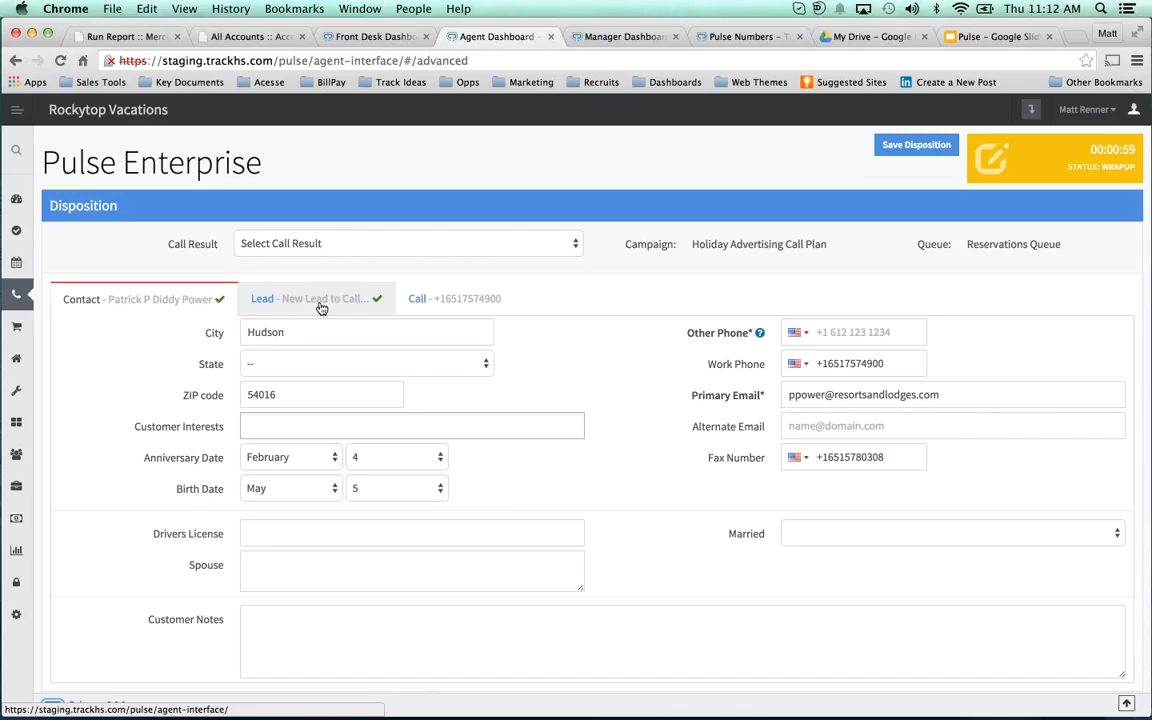 Chrome File Edit View History Bookmarks Window People Help Thu 11:12 AM
Run Report :: Merc All Accounts :: Acce Front Desk Dashbo Agent Dashboard - Manager Dashboar Pulse Numbers - T My Drive - Google Pulse - Google Slid Matt
https://staging.trackhs.com/pulse/agent-interface/#/advanced
Apps Sales Tools Key Documents Acesse BillPay Track Ideas Opps Marketing Recruits Dashboards Web Themes Suggested Sites Create a New Post Other Bookmarks
Rockytop Vacations Matt Renner
Pulse Enterprise
Save Disposition
00:00:59
STATUS: WRAPUP
Disposition
Call Result Select Call Result Campaign: Holiday Advertising Call Plan Queue: Reservations Queue
Contact - Patrick P Diddy Power Lead - New Lead to Call... Call - +16517574900
City Hudson Other Phone* +1 612 123 1234
State -- Work Phone +16517574900
ZIP code 54016 Primary Email* ppower@resortsandlodges.com
Customer Interests Alternate Email name@domain.com
Anniversary Date February 4 Fax Number +16515780308
Birth Date May 5
Drivers License Married
Spouse
Customer Notes
https://staging.trackhs.com/pulse/agent-interface/